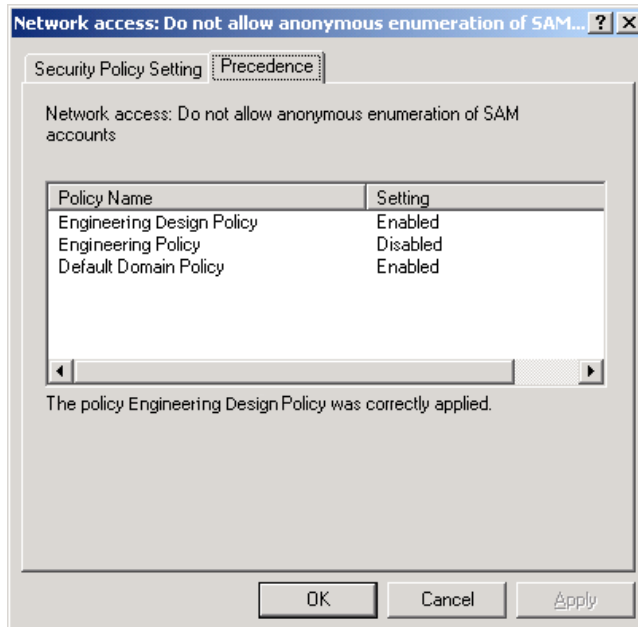 Network access: Do not allow anonymous enumeration of SAM...
Security Policy Setting Precedence
Network access: Do not allow anonymous enumeration of SAM
accounts
Policy Name Setting
Engineering Design Policy Enabled
Engineering Policy Disabled
Default Domain Policy Enabled
The policy Engineering Design Policy was correctly applied.
OK Cancel Apply